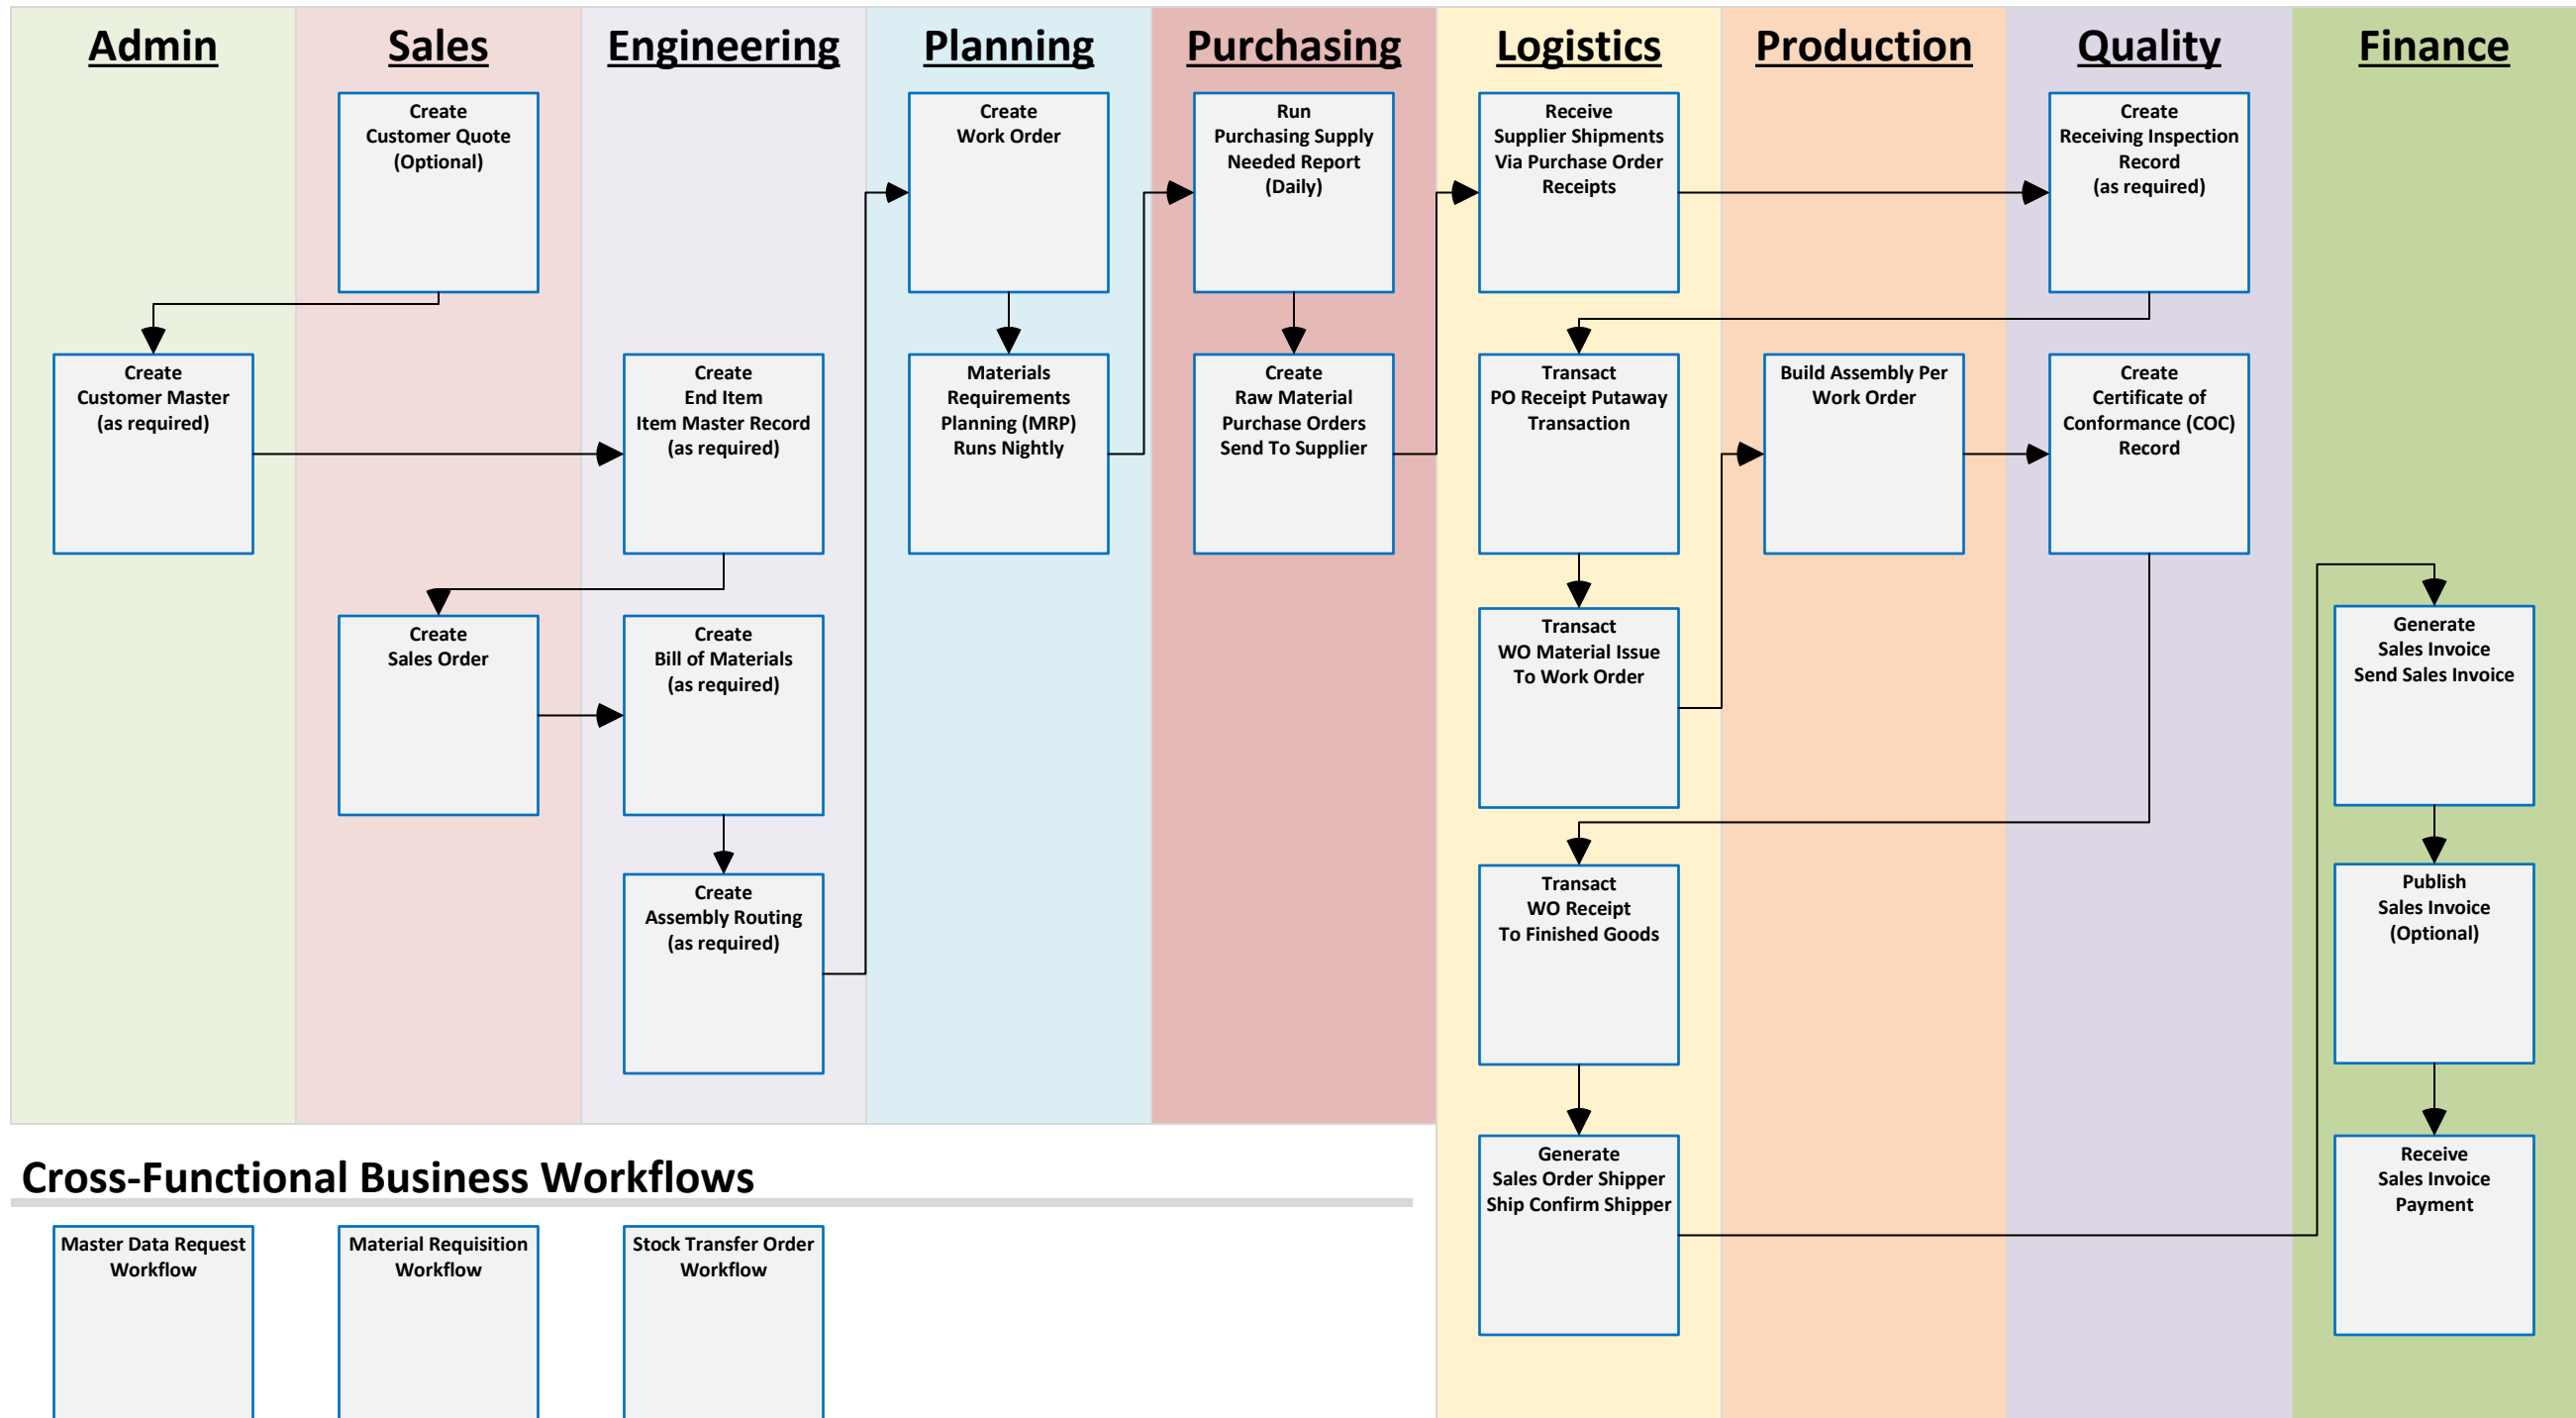 Admin
Sales
Engineering
Planning
Purchasing
Logistics
Production
Quality
Finance
Create
Customer Quote
(Optional)
Create
Work Order
Run
Purchasing Supply
Needed Report
(Daily)
Receive
Supplier Shipments
Via Purchase Order
Receipts
Create
Receiving Inspection
Record
(as required)
Create
Customer Master
(as required)
Create
End Item
Item Master Record
(as required)
Materials
Requirements
Planning (MRP)
Runs Nightly
Create
Raw Material
Purchase Orders
Send To Supplier
Transact
PO Receipt Putaway
Transaction
Build Assembly Per
Work Order
Create
Certificate of
Conformance (COC)
Record
Create
Sales Order
Create
Bill of Materials
(as required)
Transact
WO Material Issue
To Work Order
Generate
Sales Invoice
Send Sales Invoice
Create
Assembly Routing
(as required)
Transact
WO Receipt
To Finished Goods
Publish
Sales Invoice
(Optional)
Generate
Sales Order Shipper
Ship Confirm Shipper
Receive
Sales Invoice
Payment
Cross-Functional Business Workflows
Master Data Request
Workflow
Material Requisition
Workflow
Stock Transfer Order
Workflow